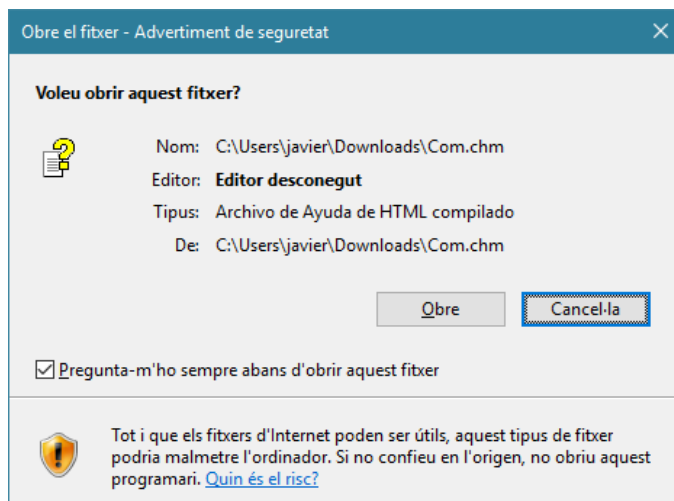 Obre el fitxer - Advertiment de seguretat
Voleu obrir aquest fitxer?
Nom: C:\Users\javier\Downloads\Com.chm
Editor: Editor desconegut
Tipus: Archivo de Ayuda de HTML compilado
De: C:\Users\javier\Downloads\Com.chm
Obre Cancel·la
Pregunta-m'ho sempre abans d'obrir aquest fitxer
Tot i que els fitxers d'Internet poden ser útils, aquest tipus de fitxer
podria malmetre l'ordinador. Si no confieu en l'origen, no obriu aquest
programari. Quin és el risc?